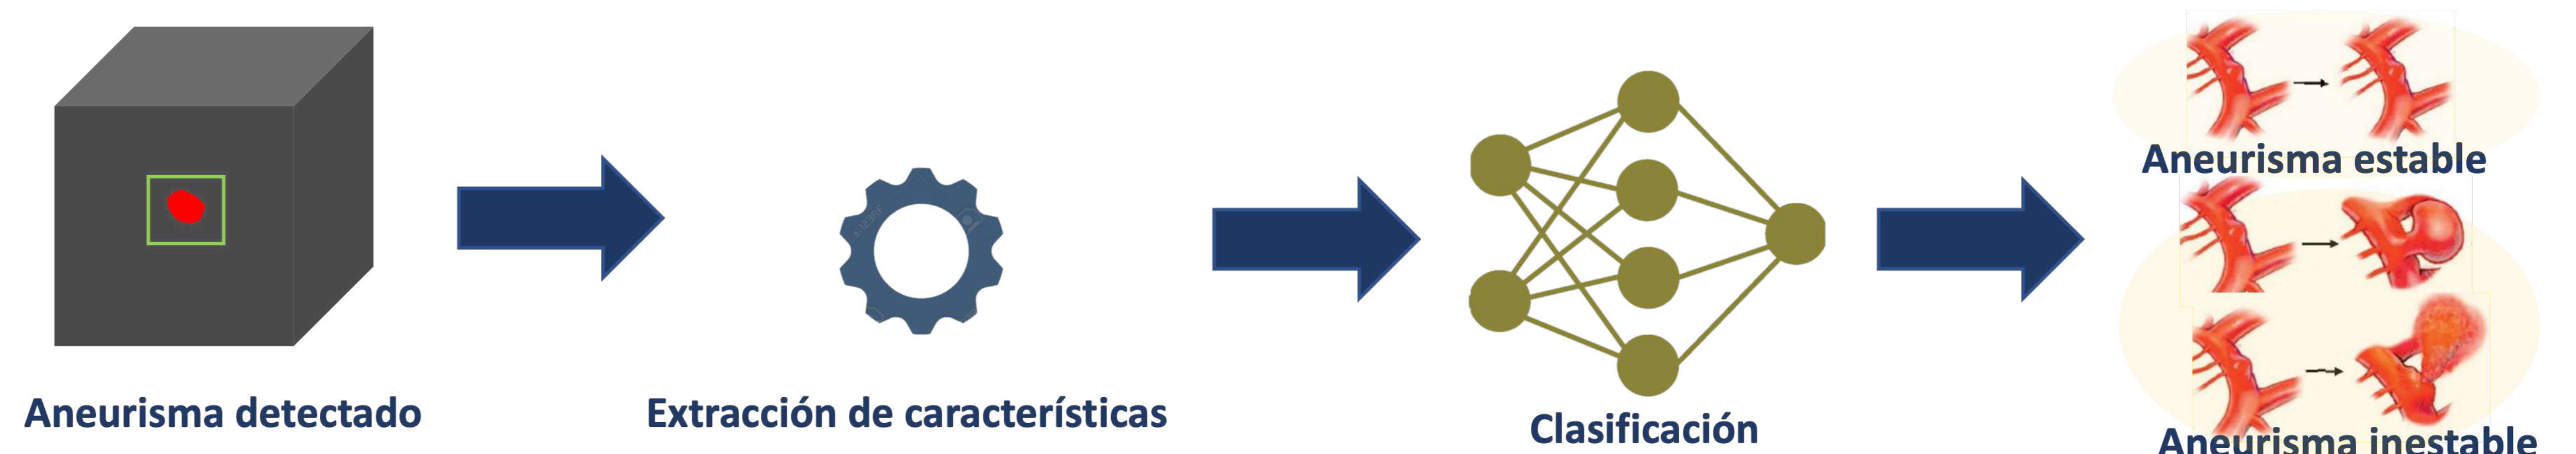 Aneurisma detectado
Extracción de características
Clasificación
Aneurisma estable
Aneurisma inestable